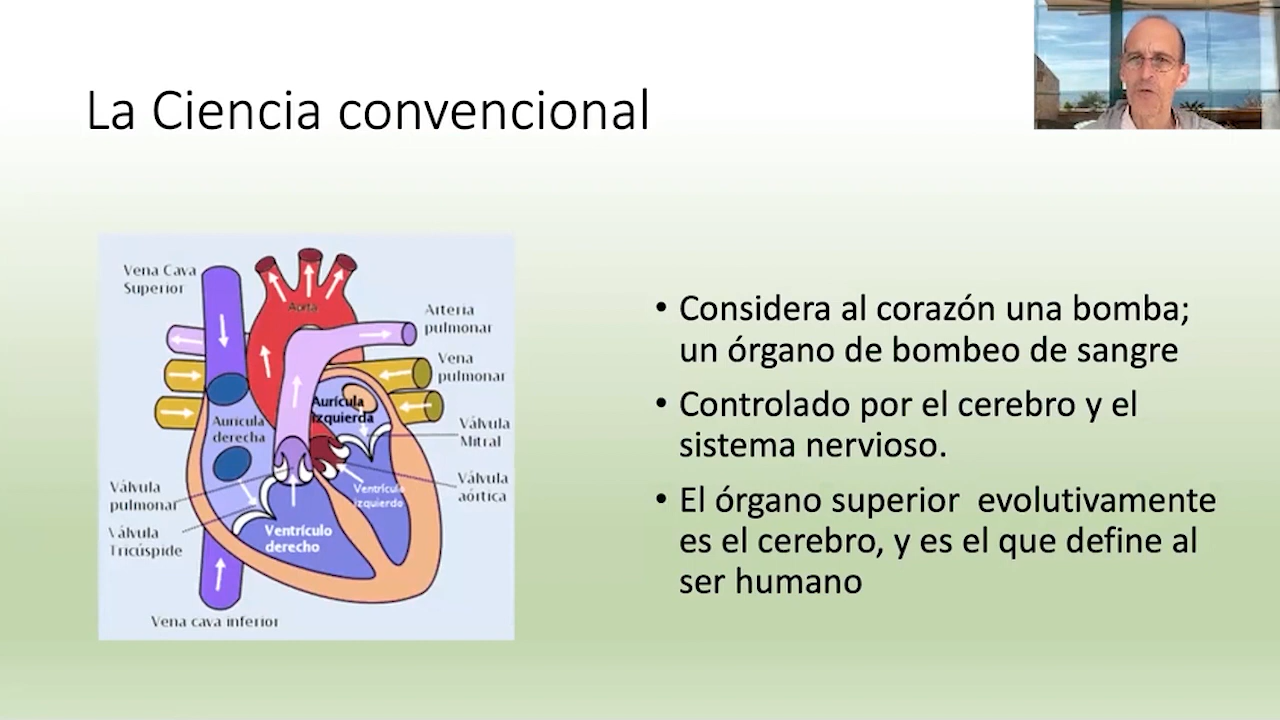 La Ciencia convencional
Vena Cava
Superior
Aorta
Arteria
pulmonar
Vena
pulmonar
Aurícula
izquierda
Aurícula
derecha
Válvula
Mitral
Válvula
aórtica
Ventrículo
izquierdo
Válvula
pulmonar
Válvula
Tricúspide
Ventrículo
derecho
Vena cava inferior
• Considera al corazón una bomba;
un órgano de bombeo de sangre
• Controlado por el cerebro y el
sistema nervioso.
• El órgano superior  evolutivamente
es el cerebro, y es el que define al
ser humano